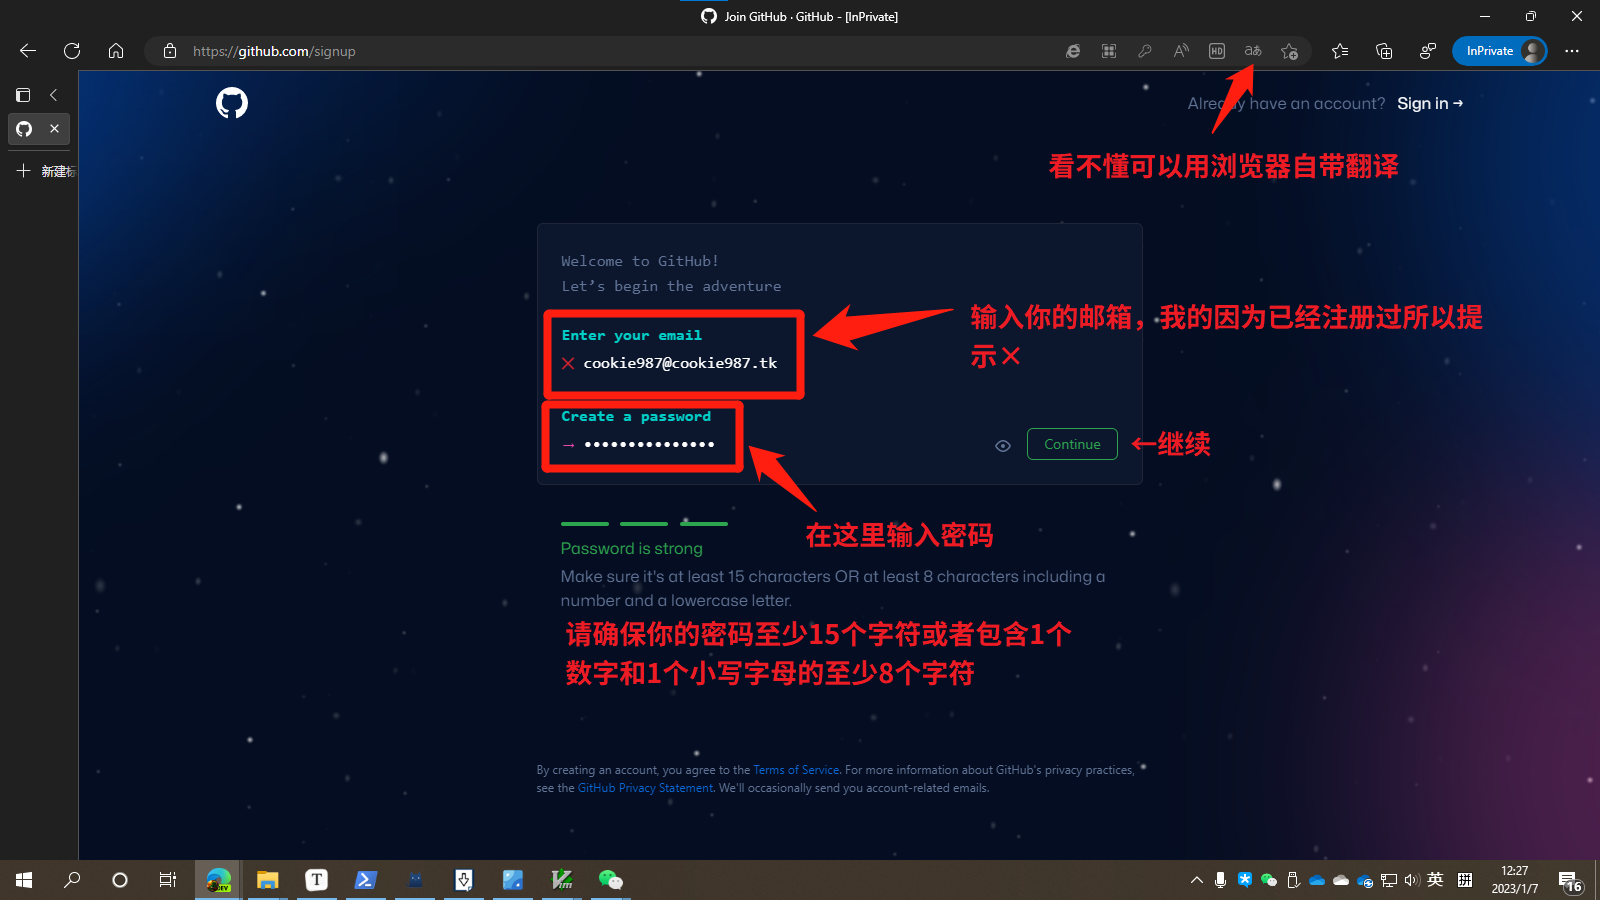 Join GitHub · GitHub - [InPrivate]
https://github.com/signup
InPrivate
新建标
Already have an account? Sign in →
看不懂可以用浏览器自带翻译
Welcome to GitHub!
Let’s begin the adventure
Enter your email
× cookie987@cookie987.tk
输入你的邮箱，我的因为已经注册过所以提
示×
Create a password
→ •••••••••••••••
Continue
←继续
在这里输入密码
Password is strong
Make sure it's at least 15 characters OR at least 8 characters including a
number and a lowercase letter.
请确保你的密码至少15个字符或者包含1个
数字和1个小写字母的至少8个字符
By creating an account, you agree to the Terms of Service. For more information about GitHub's privacy practices,
see the GitHub Privacy Statement. We'll occasionally send you account-related emails.
英
拼
12:27
2023/1/7
16